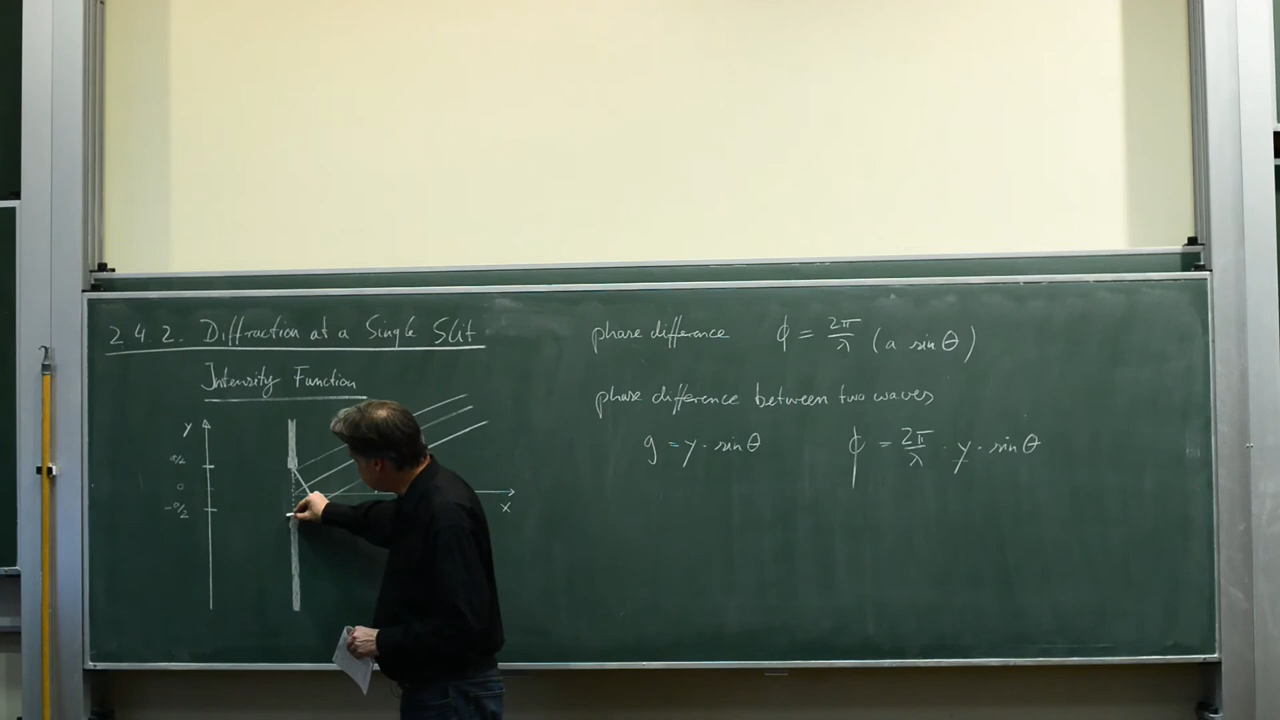 2.4.2. Diffraction at a Single Slit
Intensity Function
y
a/2
0
-a/2
x
phase difference ϕ = 2π/λ (a sin θ)
phase difference between two waves
g = y · sin θ ϕ = 2π/λ · y · sin θ